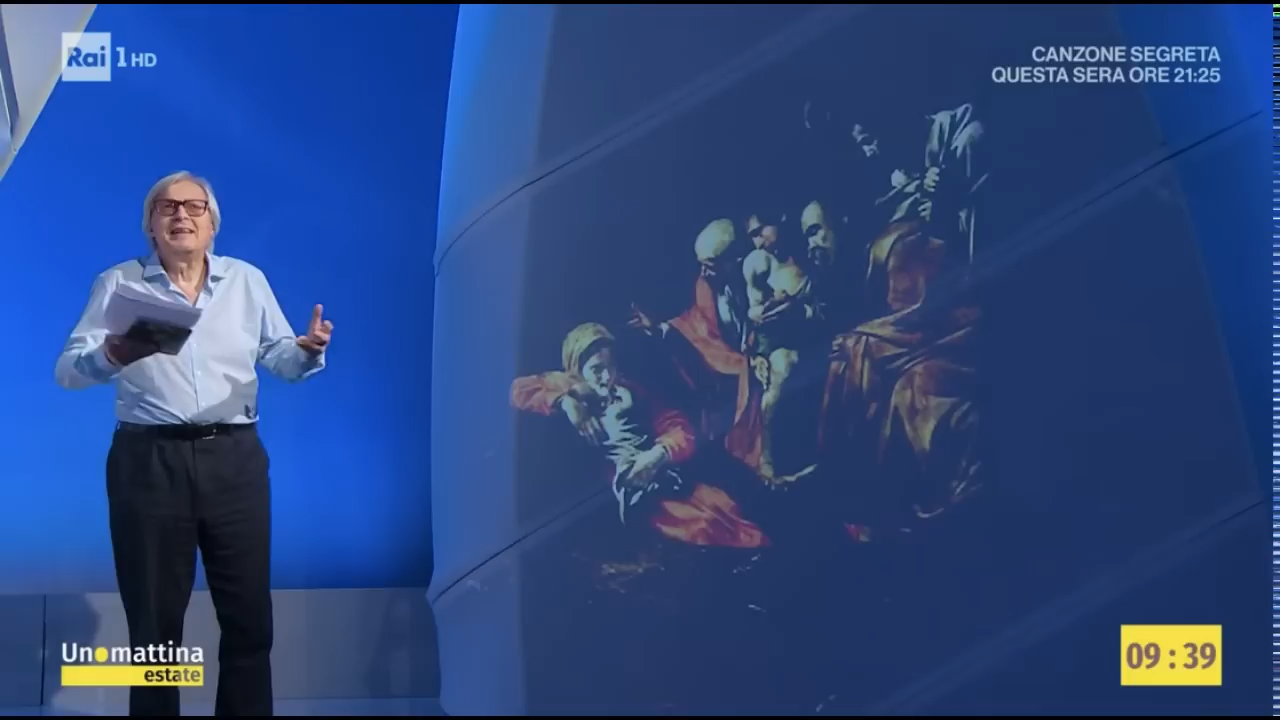 Rai 1 HD
CANZONE SEGRETA
QUESTA SERA ORE 21:25
Unomattina
estate
09:39